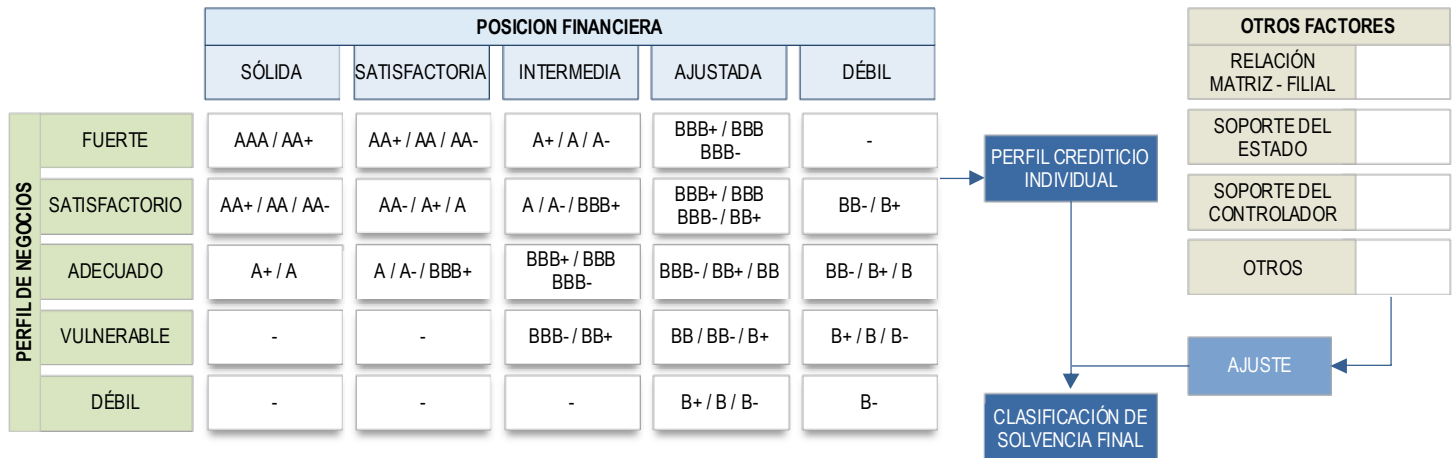 POSICION FINANCIERA
SÓLIDA
SATISFACTORIA
INTERMEDIA
AJUSTADA
DÉBIL
PERFIL DE NEGOCIOS
FUERTE
AAA / AA+
AA+ / AA / AA-
A+ / A / A-
BBB+ / BBB
BBB-
-
SATISFACTORIO
AA+ / AA / AA-
AA- / A+ / A
A / A- / BBB+
BBB+ / BBB
BBB- / BB+
BB- / B+
ADECUADO
A+ / A
A / A- / BBB+
BBB+ / BBB
BBB-
BBB- / BB+ / BB
BB- / B+ / B
VULNERABLE
-
-
BBB- / BB+
BB / BB- / B+
B+ / B / B-
DÉBIL
-
-
-
B+ / B / B-
B-
PERFIL CREDITICIO
INDIVIDUAL
CLASIFICACIÓN DE
SOLVENCIA FINAL
OTROS FACTORES
RELACIÓN
MATRIZ - FILIAL
SOPORTE DEL
ESTADO
SOPORTE DEL
CONTROLADOR
OTROS
AJUSTE